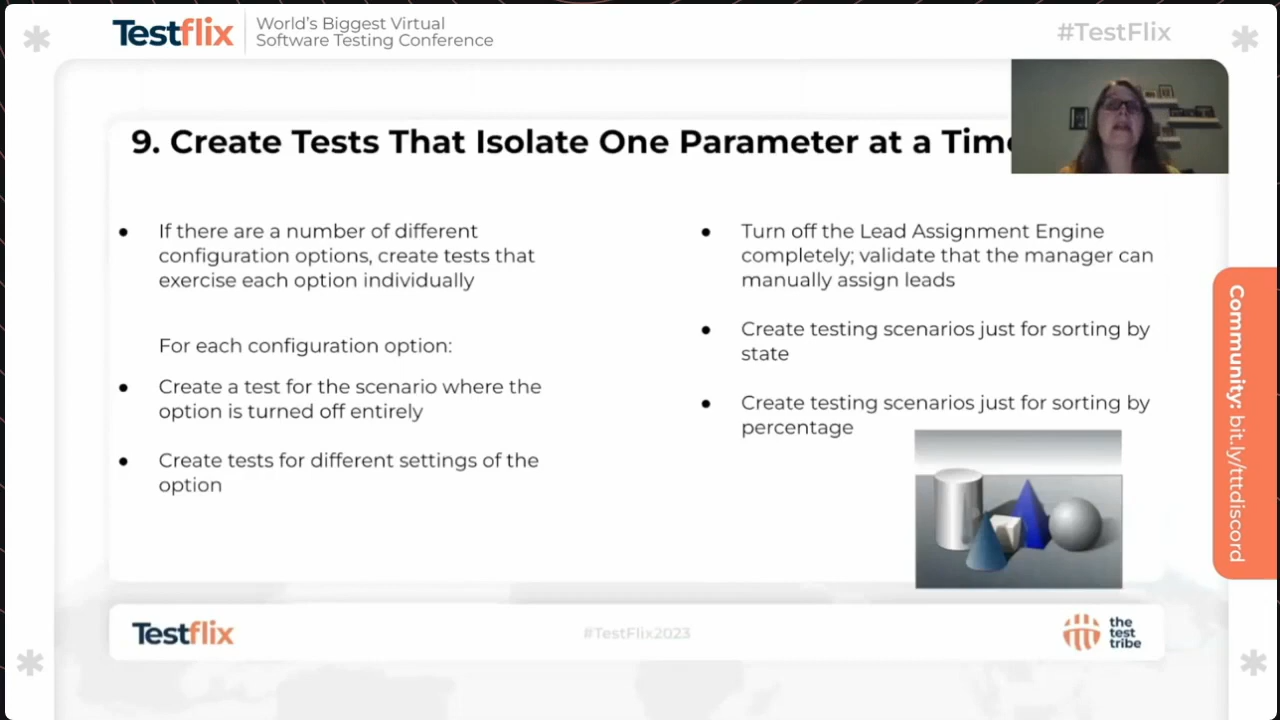 Testflix
World's Biggest Virtual
Software Testing Conference
#TestFlix
9. Create Tests That Isolate One Parameter at a
• If there are a number of different
configuration options, create tests that
exercise each option individually
For each configuration option:
• Create a test for the scenario where the
option is turned off entirely
• Create tests for different settings of the
option
• Turn off the Lead Assignment Engine
completely; validate that the manager can
manually assign leads
• Create testing scenarios just for sorting by
state
• Create testing scenarios just for sorting by
percentage
Community: bit.ly/tttdiscord
Testflix
#TestFlix2023
the
test
tribe